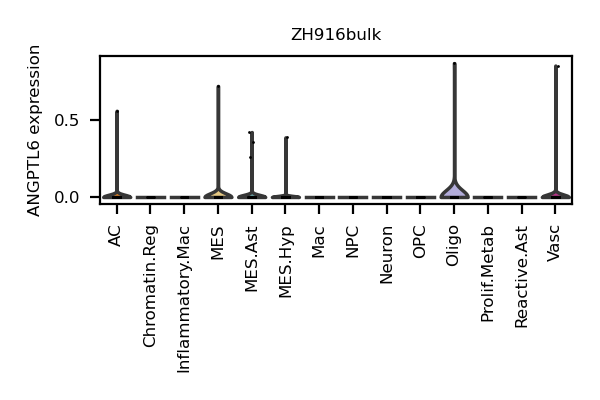 ZH916bulk
ANGPTL6 expression
0.5
0.0
AC
Chromatin.Reg
Inflammatory.Mac
MES
MES.Ast
MES.Hyp
Mac
NPC
Neuron
OPC
Oligo
Prolif.Metab
Reactive.Ast
Vasc